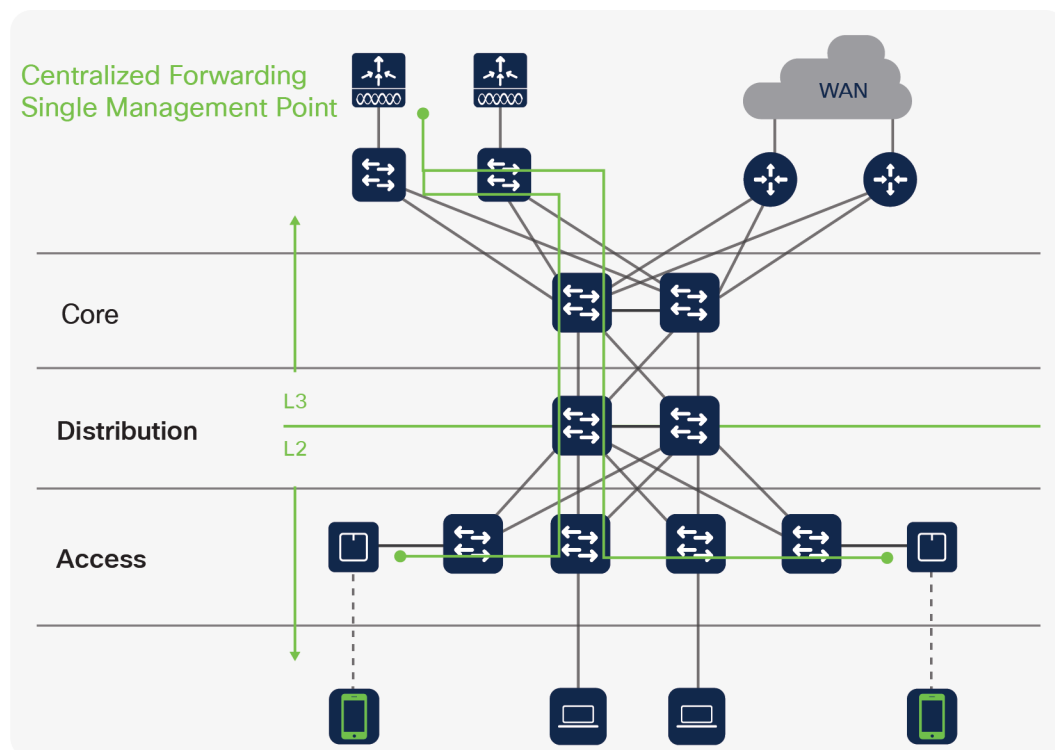 Centralized Forwarding
Single Management Point
WAN
Core
L3
Distribution
L2
Access